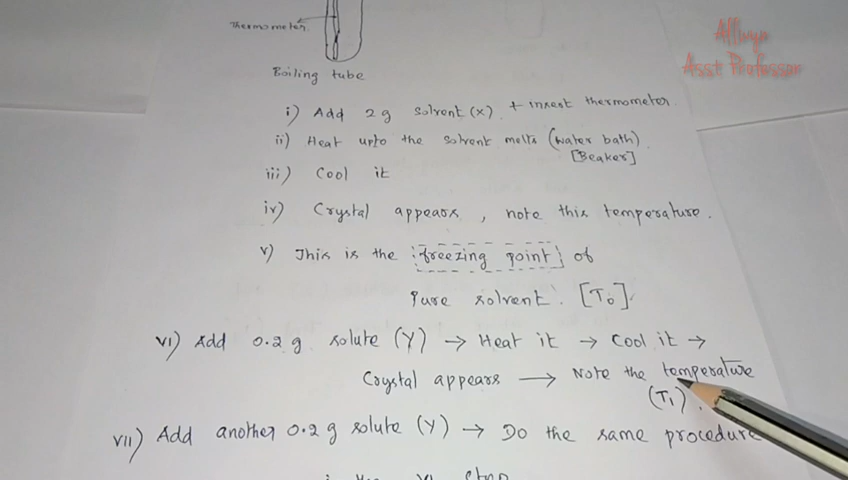 Thermometer
Allwyn
Asst Professor
Boiling tube
i) Add 2 g solvent (x) + insert thermometer.
ii) Heat upto the solvent melts (water bath)
[Beaker]
iii) Cool it
iv) Crystal appears, note this temperature.
v) This is the freezing point of
Pure solvent. [T0].
vi) Add 0.2 g solute (Y) → Heat it → Cool it →
Crystal appears → Note the temperature
(T1).
vii) Add another 0.2 g solute (Y) → Do the same procedure